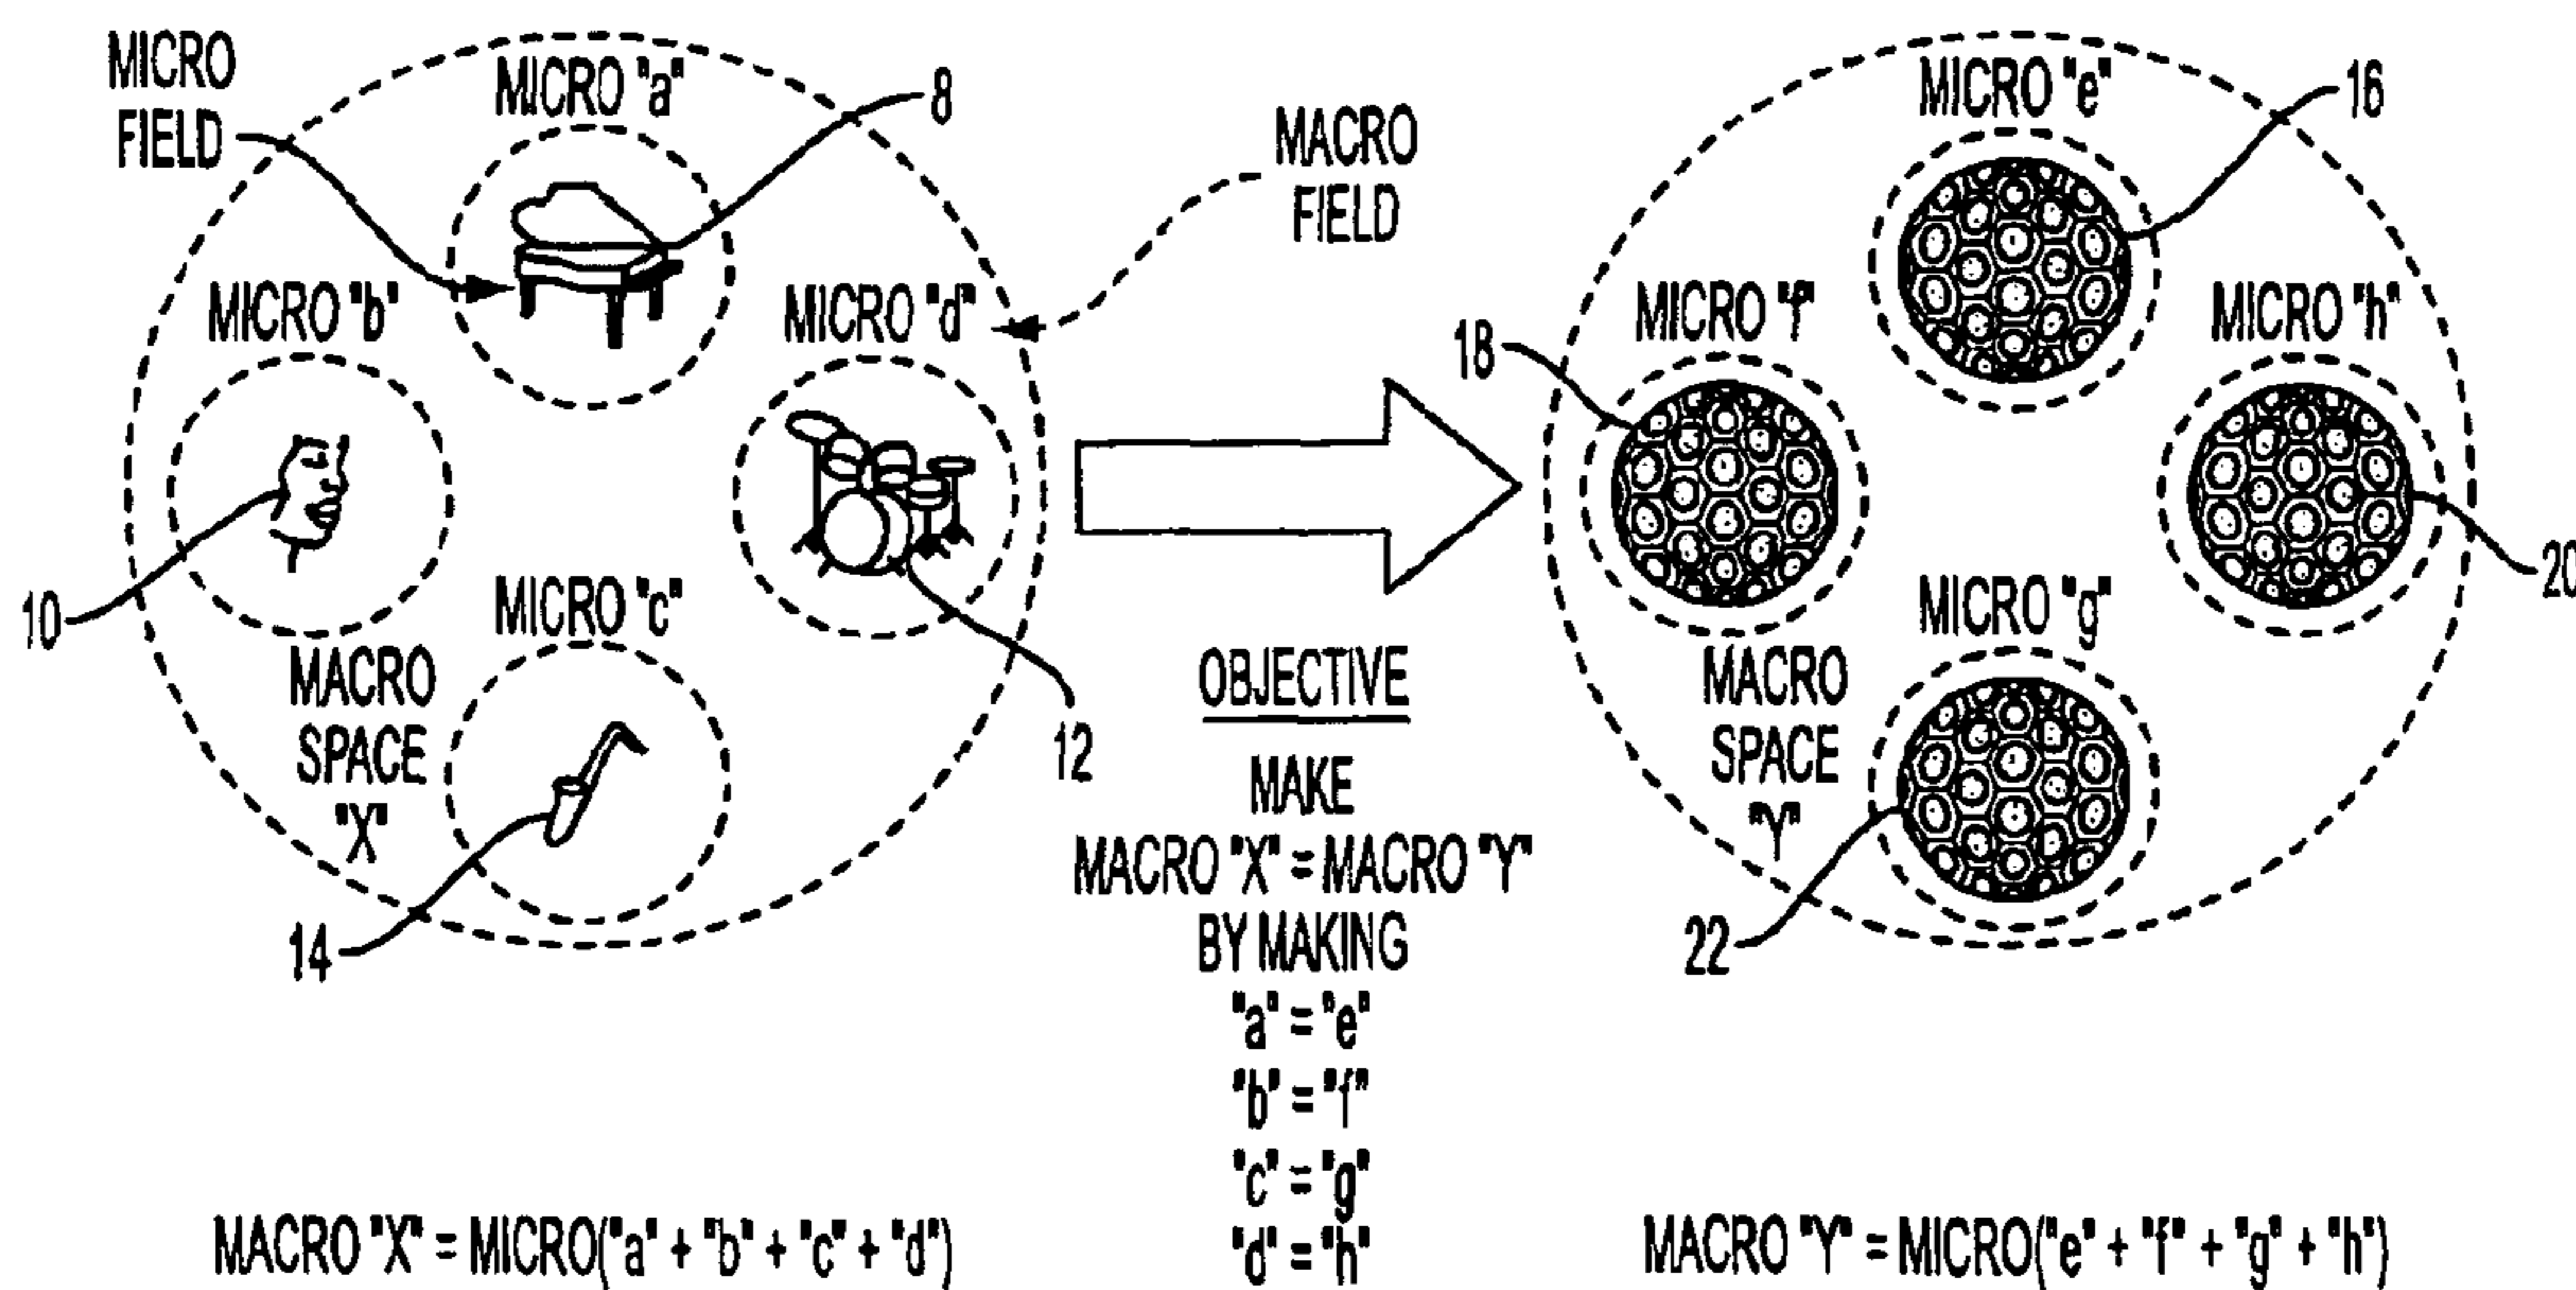 MICRO
FIELD
MICRO "a"
8
MICRO "b"
MICRO "d"
MACRO
FIELD
10
MICRO "c"
12
MACRO
SPACE
"X"
14
OBJECTIVE
MAKE
MACRO "X" = MACRO "Y"
BY MAKING
"a" = "e"
"b" = "f"
"c" = "g"
"d" = "h"
MICRO "e"
16
MICRO "f"
MICRO "h"
18
20
MICRO "g"
MACRO
SPACE
"Y"
22
MACRO "X" = MICRO("a" + "b" + "c" + "d")
MACRO "Y" = MICRO("e" + "f" + "g" + "h")